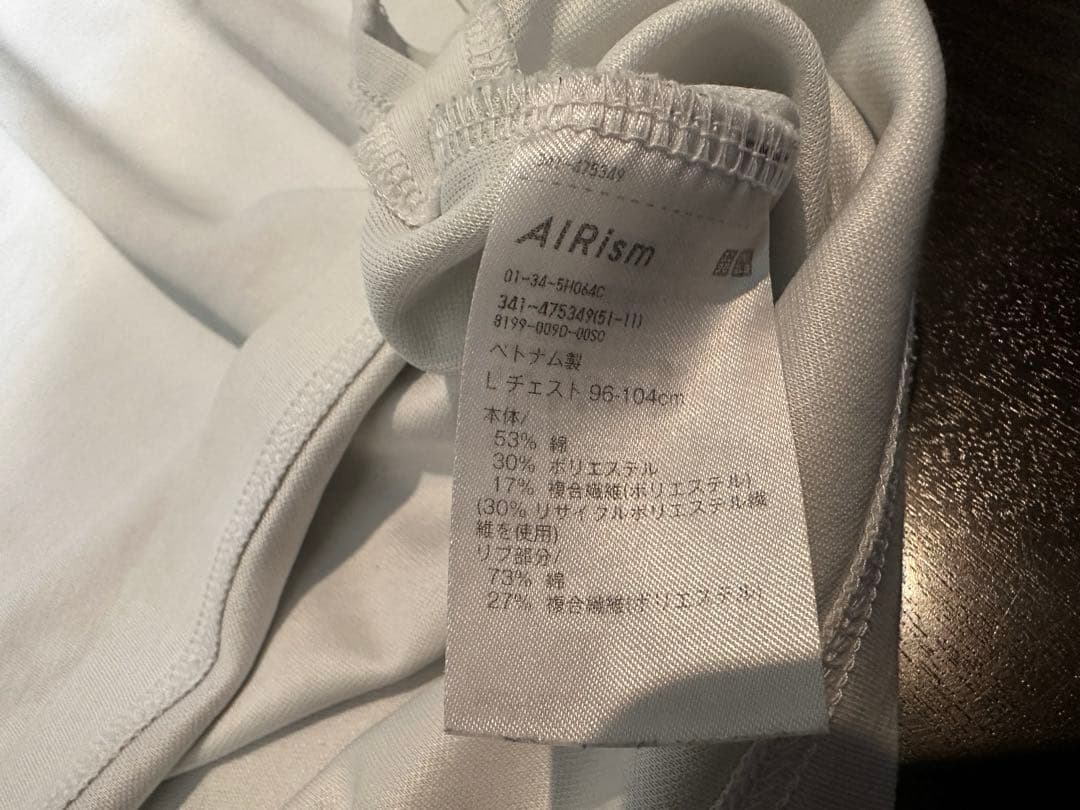 341-475349
AIRism
01-34-5H064C
341-475349(51-11)
8199-009D-00SO
ベトナム製
L チェスト 96-104cm
本体/
53% 綿
30% ポリエステル
17% 複合繊維(ポリエステル)
(30% リサイクルポリエステル繊
維を使用)
リブ部分/
73% 綿
27% 複合繊維(ポリエステル)